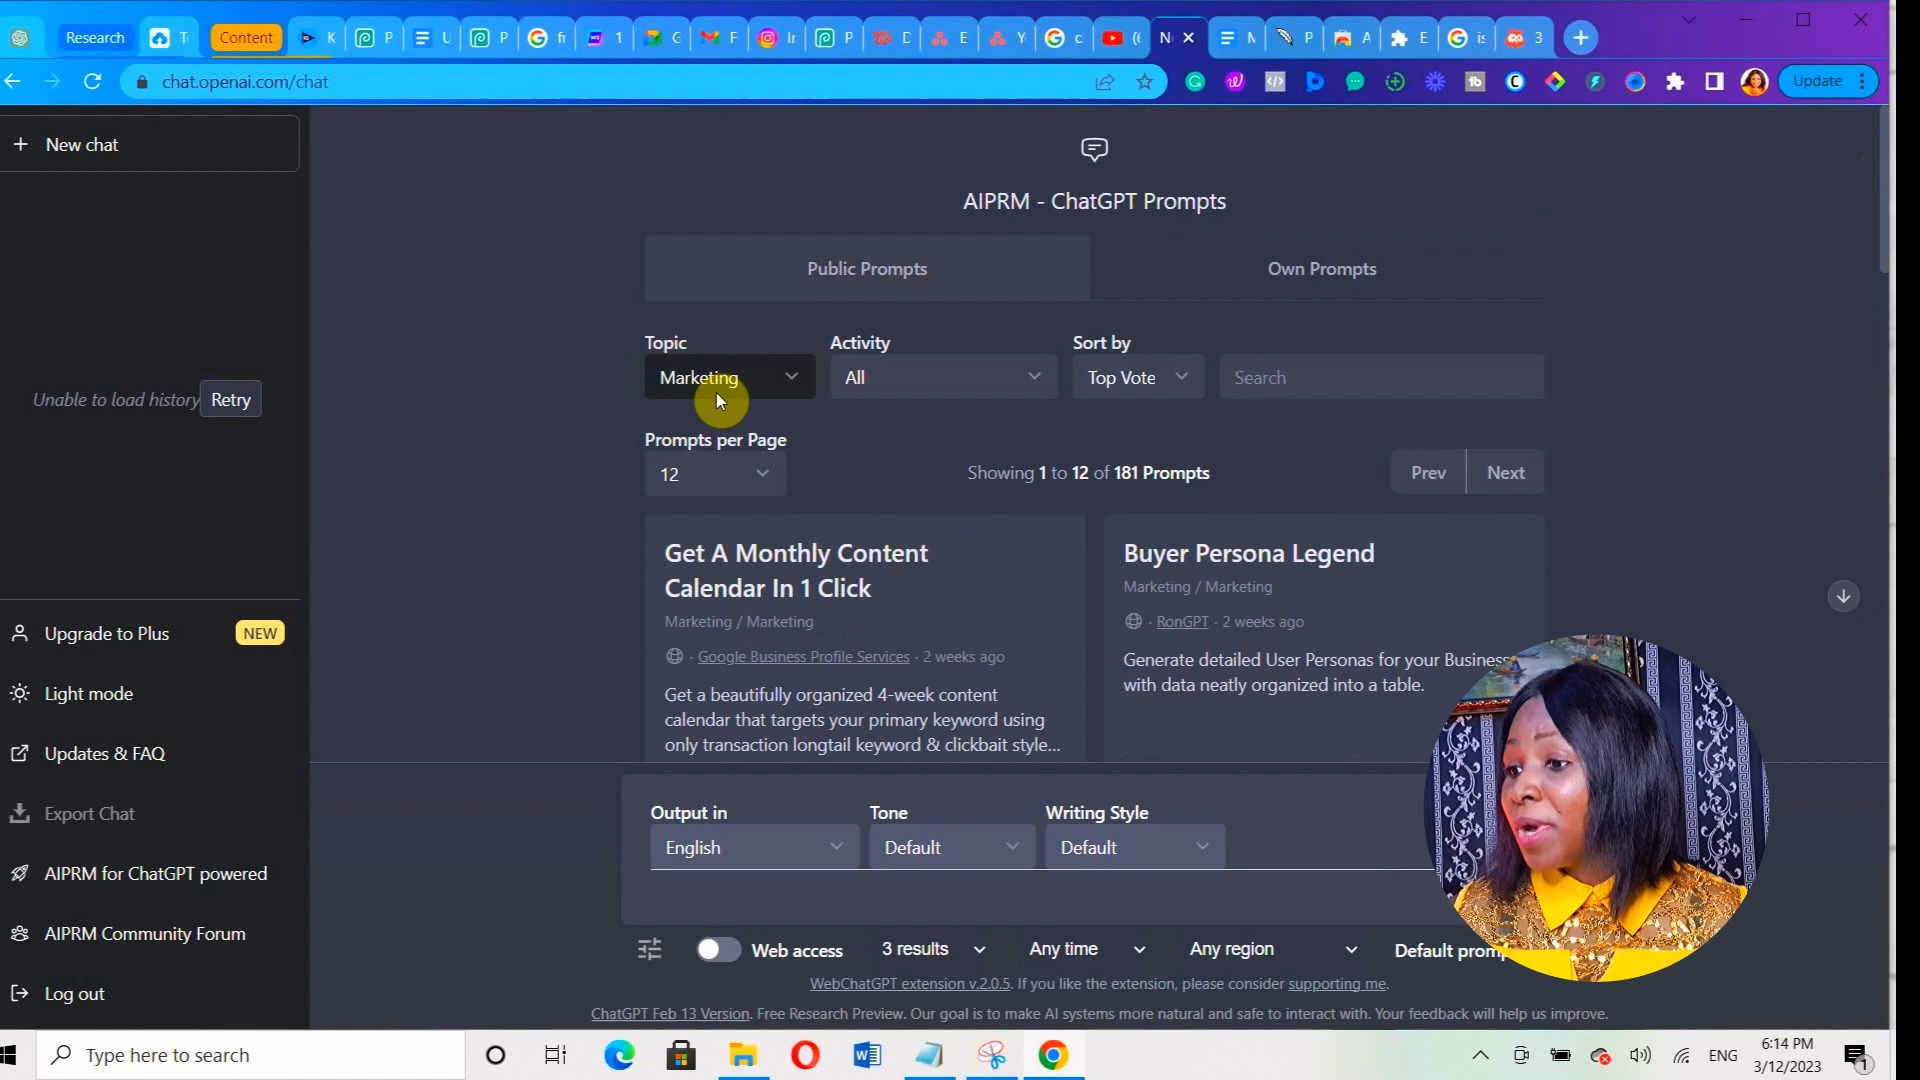 Research
Content
chat.openai.com/chat
Update
New chat
AIPRM - ChatGPT Prompts
Public Prompts
Own Prompts
Topic
Activity
Sort by
Marketing
All
Top Vote
Search
Unable to load history
Retry
Prompts per Page
12
Showing 1 to 12 of 181 Prompts
Prev
Next
Get A Monthly Content
Calendar In 1 Click
Marketing / Marketing
· Google Business Profile Services · 2 weeks ago
Get a beautifully organized 4-week content
calendar that targets your primary keyword using
only transaction longtail keyword & clickbait style...
Buyer Persona Legend
Marketing / Marketing
· RonGPT · 2 weeks ago
Generate detailed User Personas for your Business
with data neatly organized into a table.
Upgrade to Plus
NEW
Light mode
Updates & FAQ
Export Chat
AIPRM for ChatGPT powered
AIPRM Community Forum
Log out
Output in
Tone
Writing Style
English
Default
Default
Web access
3 results
Any time
Any region
Default promp
WebChatGPT extension v.2.0.5. If you like the extension, please consider supporting me.
ChatGPT Feb 13 Version. Free Research Preview. Our goal is to make AI systems more natural and safe to interact with. Your feedback will help us improve.
Type here to search
ENG
6:14 PM
3/12/2023
1